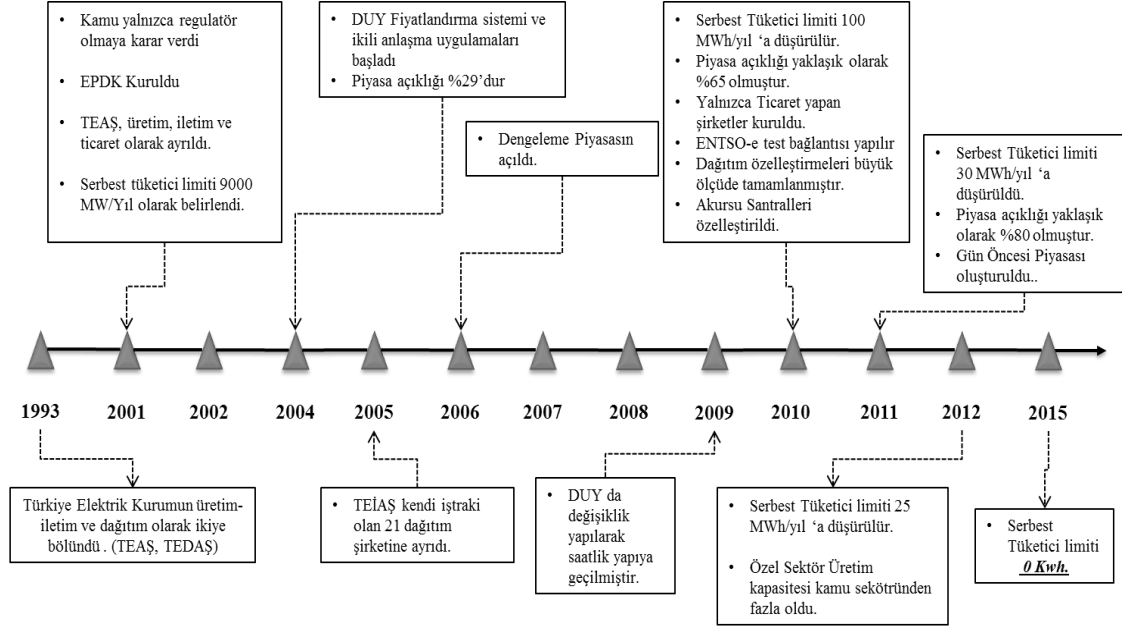 • Kamu yalnızca regulatör
olmaya karar verdi
• EPDK Kuruldu
• TEAŞ, üretim, iletim ve
ticaret olarak ayrıldı.
• Serbest tüketici limiti 9000
MW/Yıl olarak belirlendi.
• DUY Fiyatlandırma sistemi ve
ikili anlaşma uygulamaları
başladı
• Piyasa açıklığı %29’dur
• Dengeleme Piyasasın
açıldı.
• Serbest Tüketici limiti 100
MWh/yıl ‘a düşürülür.
• Piyasa açıklığı yaklaşık olarak
%65 olmuştur.
• Yalnızca Ticaret yapan
şirketler kuruldu.
• ENTSO-e test bağlantısı yapılır
• Dağıtım özelleştirmeleri büyük
ölçüde tamamlanmıştır.
• Akursu Santralleri
özelleştirildi.
• Serbest Tüketici limiti
30 MWh/yıl ‘a
düşürüldü.
• Piyasa açıklığı yaklaşık
olarak %80 olmuştur.
• Gün Öncesi Piyasası
oluşturuldu..
1993 2001 2002 2004 2005 2006 2007 2008 2009 2010 2011 2012 2015
Türkiye Elektrik Kurumun üretim-
iletim ve dağıtım olarak ikiye
bölündü . (TEAŞ, TEDAŞ)
• TEİAŞ kendi iştraki
olan 21 dağıtım
şirketine ayrıdı.
• DUY da
değişiklik
yapılarak
saatlik yapıya
geçilmiştir.
• Serbest Tüketici limiti 25
MWh/yıl ‘a düşürülür.
• Özel Sektör Üretim
kapasitesi kamu sekötründen
fazla oldu.
• Serbest
Tüketici limiti
0 Kwh.